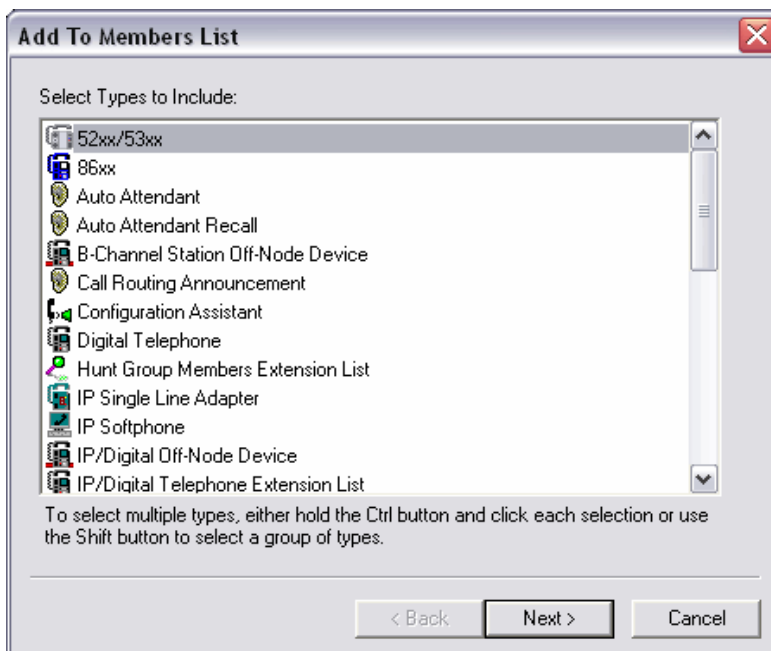 Add To Members List
Select Types to Include:
52xx/53xx
86xx
Auto Attendant
Auto Attendant Recall
B-Channel Station Off-Node Device
Call Routing Announcement
Configuration Assistant
Digital Telephone
Hunt Group Members Extension List
IP Single Line Adapter
IP Softphone
IP/Digital Off-Node Device
IP/Digital Telephone Extension List
To select multiple types, either hold the Ctrl button and click each selection or use
the Shift button to select a group of types.
< Back Next > Cancel